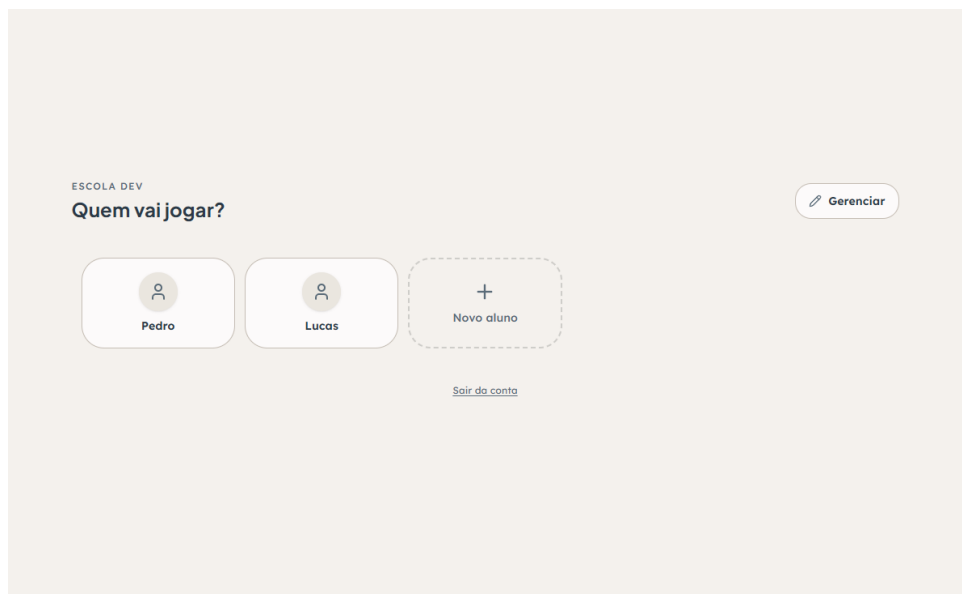 ESCOLA DEV
Quem vai jogar?
Gerenciar
Pedro
Lucas
Novo aluno
Sair da conta